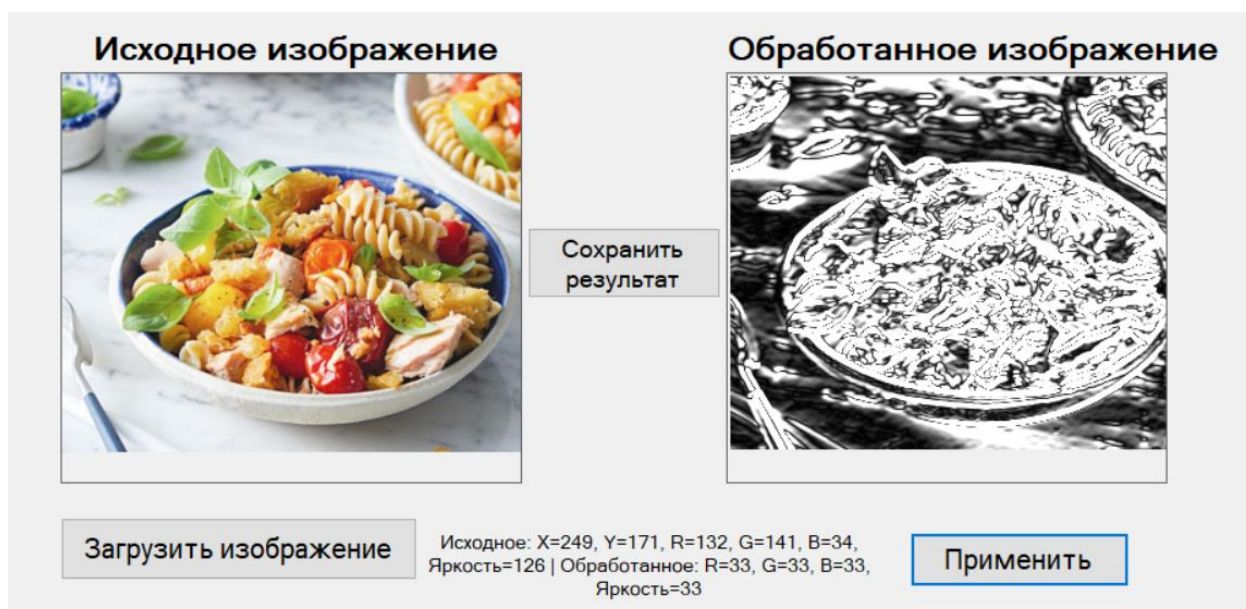 Исходное изображение
Обработанное изображение
Сохранить
результат
Загрузить изображение
Исходное: X=249, Y=171, R=132, G=141, B=34,
Яркость=126 | Обработанное: R=33, G=33, B=33,
Яркость=33
Применить